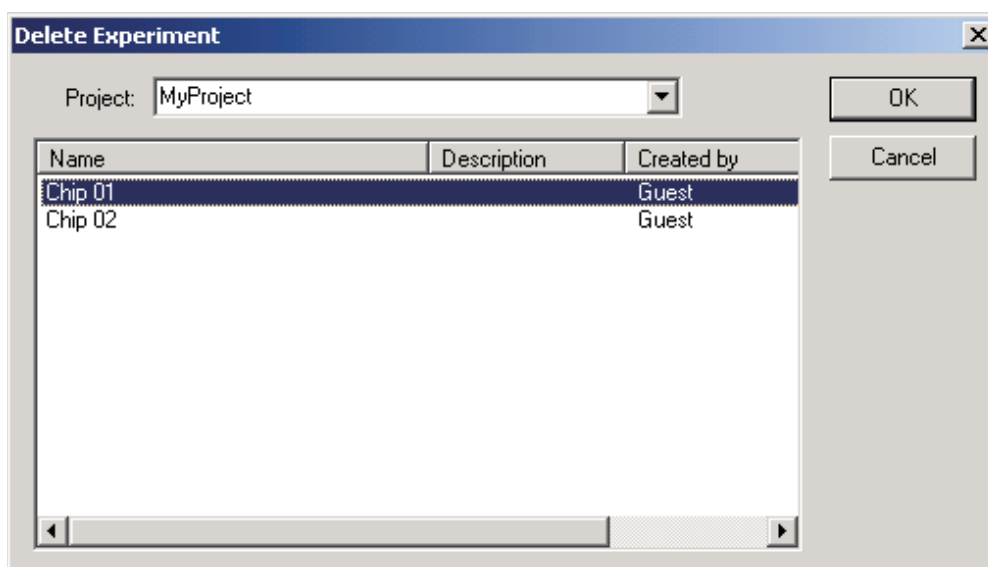 Delete Experiment
Project: MyProject OK
Name Description Created by Cancel
Chip 01 Guest
Chip 02 Guest